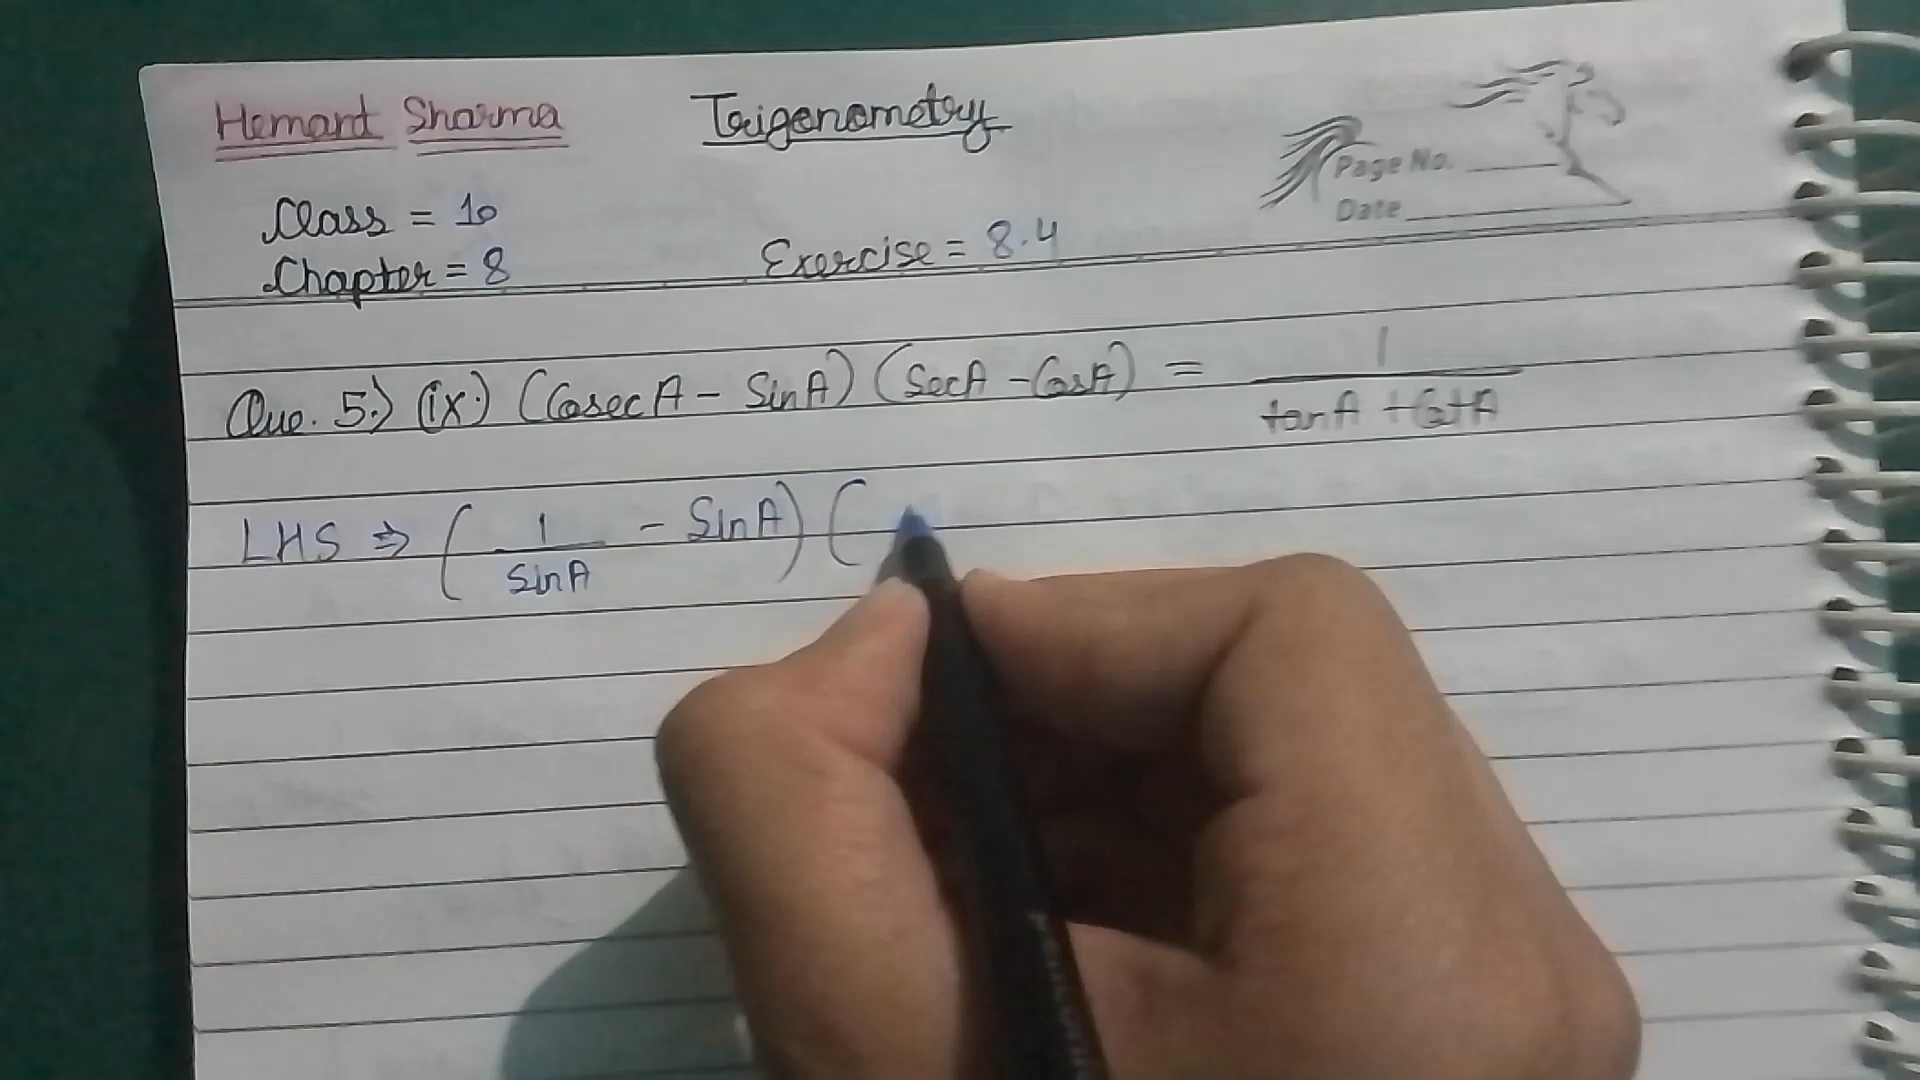 Hemant Sharma Trigonometry
Page No.
Date
Class = 10
Chapter = 8 Exercise = 8.4
Que. 5.) (ix.) (CosecA - SinA) (SecA - CosA) = 1 / tanA + CotA
LHS ⇒ ( 1 / SinA - SinA) (